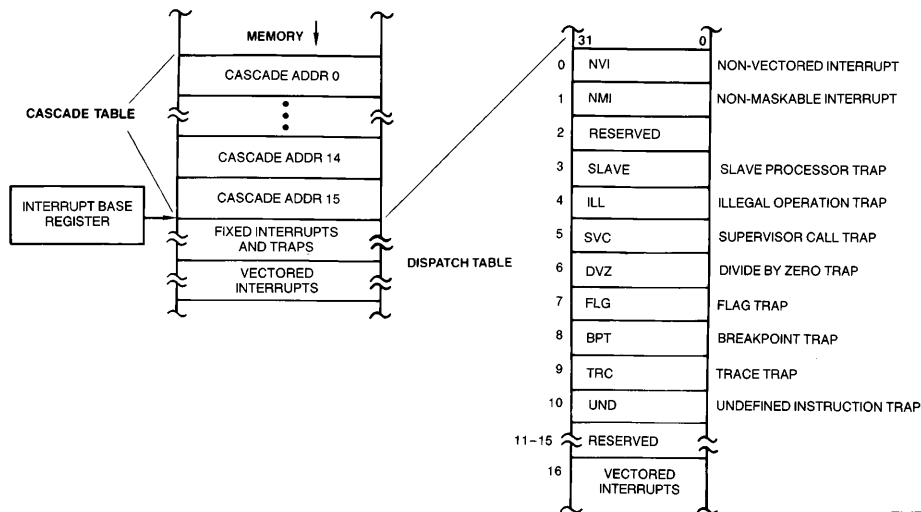 MEMORY
CASCADE ADDR 0
CASCADE TABLE
CASCADE ADDR 14
CASCADE ADDR 15
INTERRUPT BASE
REGISTER
FIXED INTERRUPTS
AND TRAPS
DISPATCH TABLE
VECTORED
INTERRUPTS
31 0
0 NVI NON-VECTORED INTERRUPT
1 NMI NON-MASKABLE INTERRUPT
2 RESERVED
3 SLAVE SLAVE PROCESSOR TRAP
4 ILL ILLEGAL OPERATION TRAP
5 SVC SUPERVISOR CALL TRAP
6 DVZ DIVIDE BY ZERO TRAP
7 FLG FLAG TRAP
8 BPT BREAKPOINT TRAP
9 TRC TRACE TRAP
10 UND UNDEFINED INSTRUCTION TRAP
11–15 RESERVED
16 VECTORED
INTERRUPTS